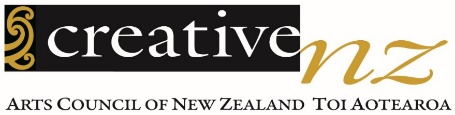 creative nz
ARTS COUNCIL OF NEW ZEALAND TOI AOTEAROA